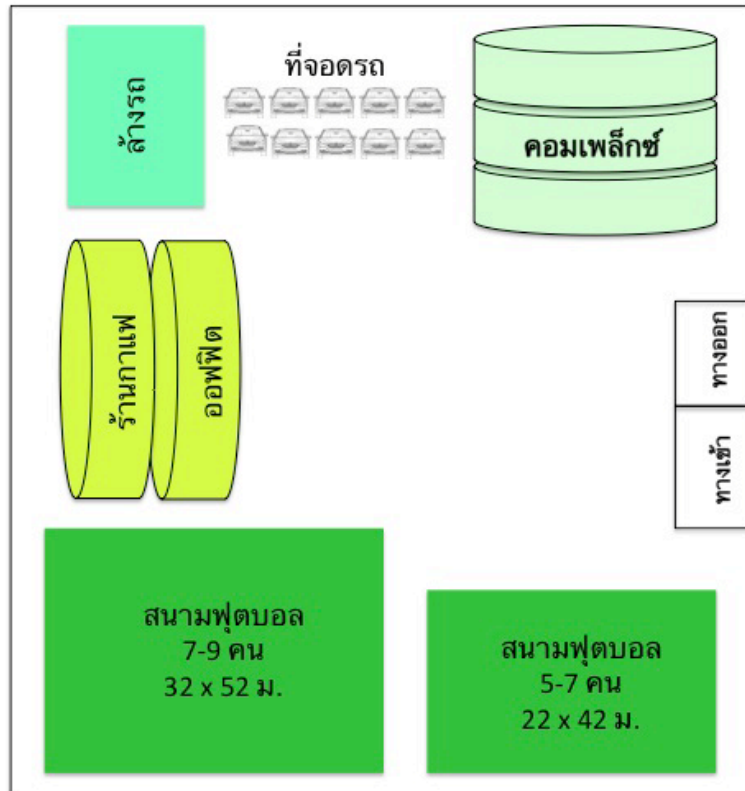 ที่จอดรถ
ล้างรถ
คอมเพล็กซ์
ร้านกาแฟ
ออฟฟิต
ทางออก
ทางเข้า
สนามฟุตบอล
7-9 คน
32 x 52 ม.
สนามฟุตบอล
5-7 คน
22 x 42 ม.